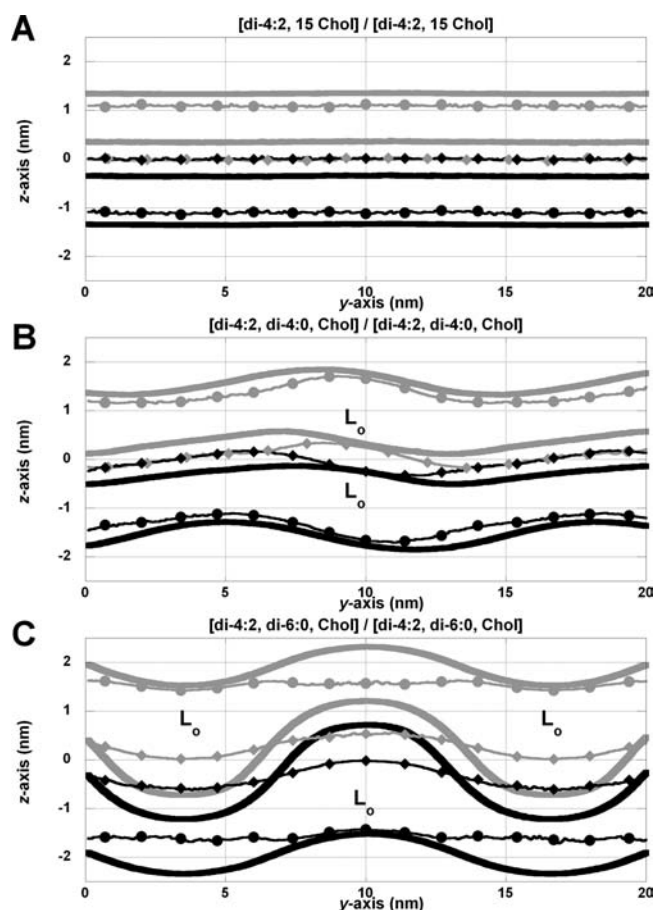 A
[di-4:2, 15 Chol] / [di-4:2, 15 Chol]
z-axis (nm)
2
1
0
-1
-2
0 5 10 15 20
y-axis (nm)
B
[di-4:2, di-4:0, Chol] / [di-4:2, di-4:0, Chol]
z-axis (nm)
2
1
0
-1
-2
Lo
Lo
0 5 10 15 20
y-axis (nm)
C
[di-4:2, di-6:0, Chol] / [di-4:2, di-6:0, Chol]
z-axis (nm)
2
1
0
-1
-2
Lo Lo
Lo
0 5 10 15 20
y-axis (nm)